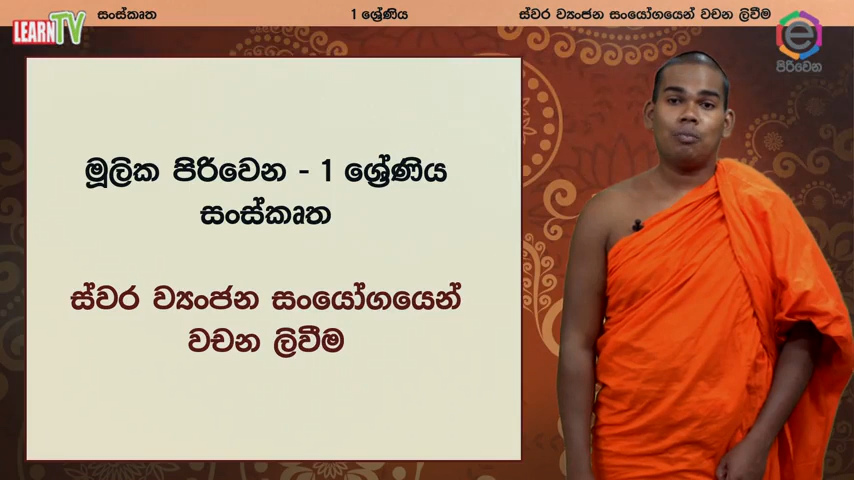 LEARN TV
සංස්කෘත
1 ශ්‍රේණිය
ස්වර ව්‍යංජන සංයෝගයෙන් වචන ලිවීම
e
පිරිවෙන
මූලික පිරිවෙන - 1 ශ්‍රේණිය
සංස්කෘත
ස්වර ව්‍යංජන සංයෝගයෙන්
වචන ලිවීම